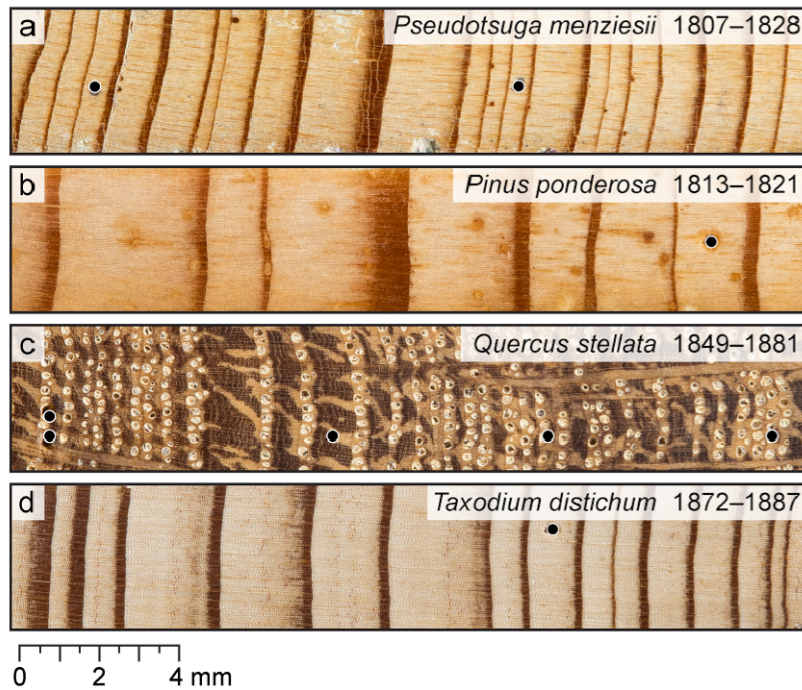 a
Pseudotsuga menziesii 1807–1828
b
Pinus ponderosa 1813–1821
c
Quercus stellata 1849–1881
d
Taxodium distichum 1872–1887
0 2 4 mm